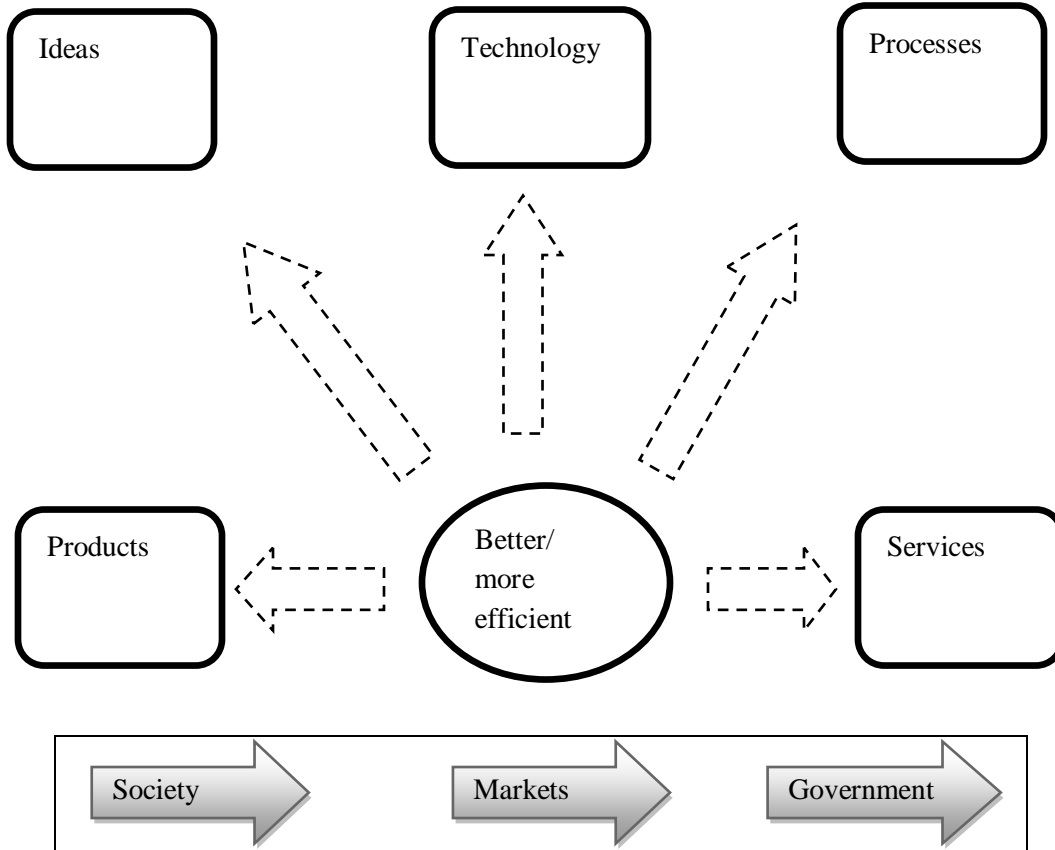 Ideas
Technology
Processes
Products
Better/
more
efficient
Services
Society
Markets
Government